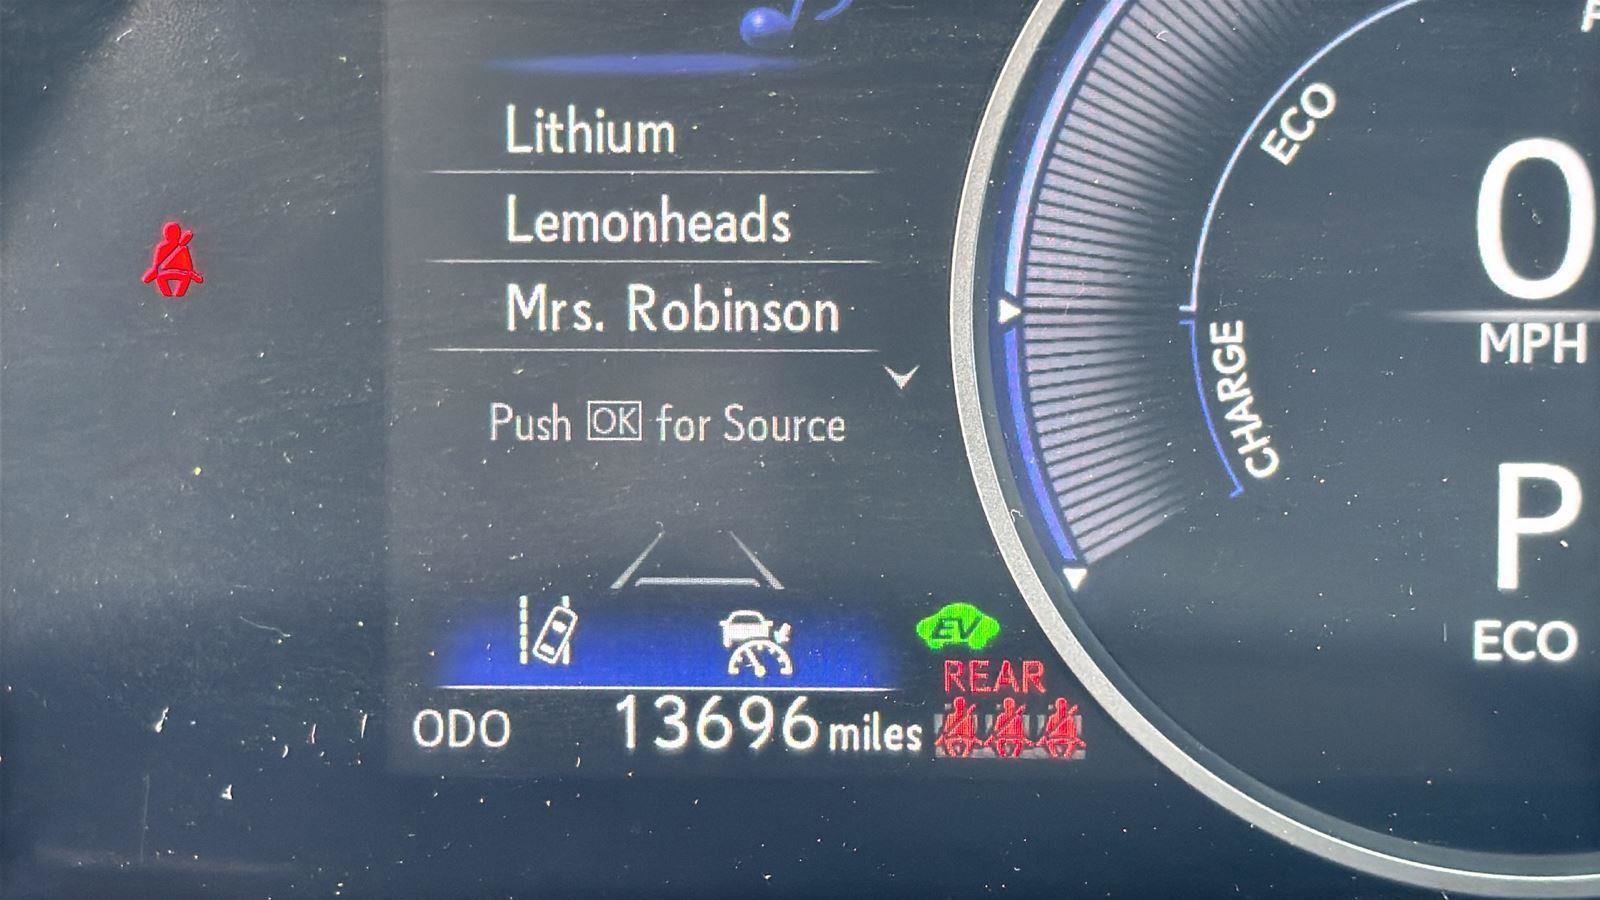 Lithium
Lemonheads
Mrs. Robinson
Push OK for Source
ECO
CHARGE
0
MPH
P
ECO
EV
REAR
ODO 13696 miles